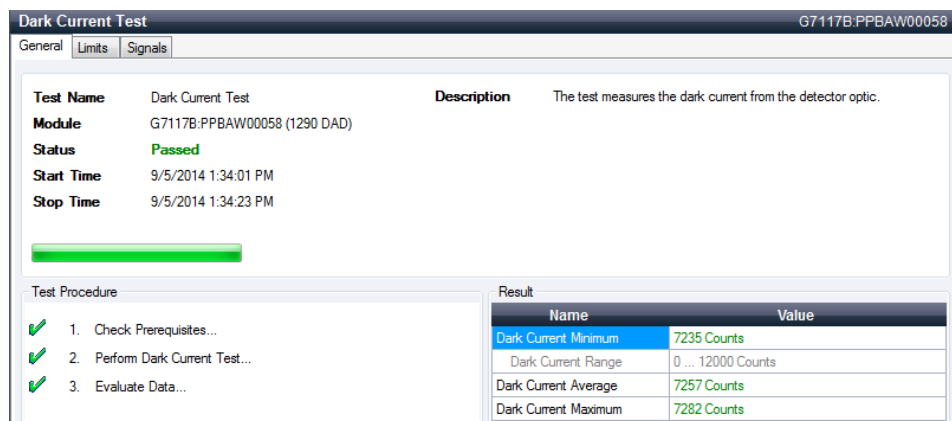 Dark Current Test G7117B:PPBAW00058
General Limits Signals
Test Name Dark Current Test Description The test measures the dark current from the detector optic.
Module G7117B:PPBAW00058 (1290 DAD)
Status Passed
Start Time 9/5/2014 1:34:01 PM
Stop Time 9/5/2014 1:34:23 PM
Test Procedure
1. Check Prerequisites...
2. Perform Dark Current Test...
3. Evaluate Data...
Result
Name Value
Dark Current Minimum 7235 Counts
Dark Current Range 0 ... 12000 Counts
Dark Current Average 7257 Counts
Dark Current Maximum 7282 Counts